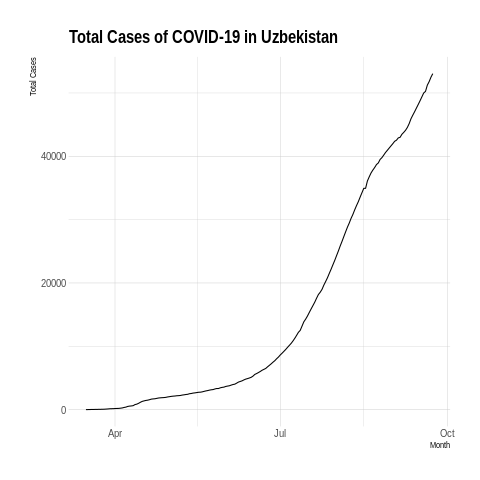 Total Cases of COVID-19 in Uzbekistan
Total Cases
40000
20000
0
Apr
Jul
Oct
Month